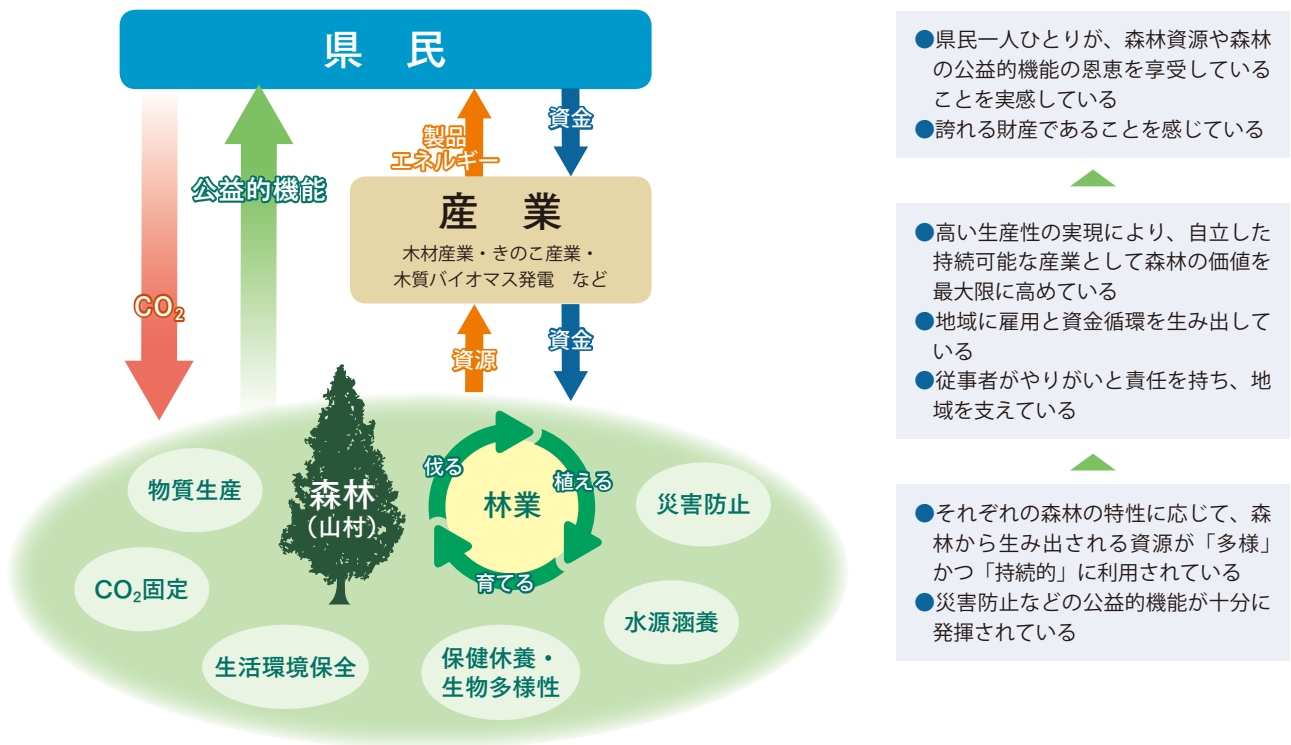 県 民
製品
エネルギー
資金
公益的機能
産 業
木材産業・きのこ産業・
木質バイオマス発電 など
CO₂
資源
資金
物質生産
森林
（山村）
伐る
植える
林業
育てる
災害防止
CO₂固定
水源涵養
生活環境保全
保健休養・
生物多様性
●県民一人ひとりが、森林資源や森林
の公益的機能の恩恵を享受している
ことを実感している
●誇れる財産であることを感じている
●高い生産性の実現により、自立した
持続可能な産業として森林の価値を
最大限に高めている
●地域に雇用と資金循環を生み出して
いる
●従事者がやりがいと責任を持ち、地
域を支えている
●それぞれの森林の特性に応じて、森
林から生み出される資源が「多様」
かつ「持続的」に利用されている
●災害防止などの公益的機能が十分に
発揮されている